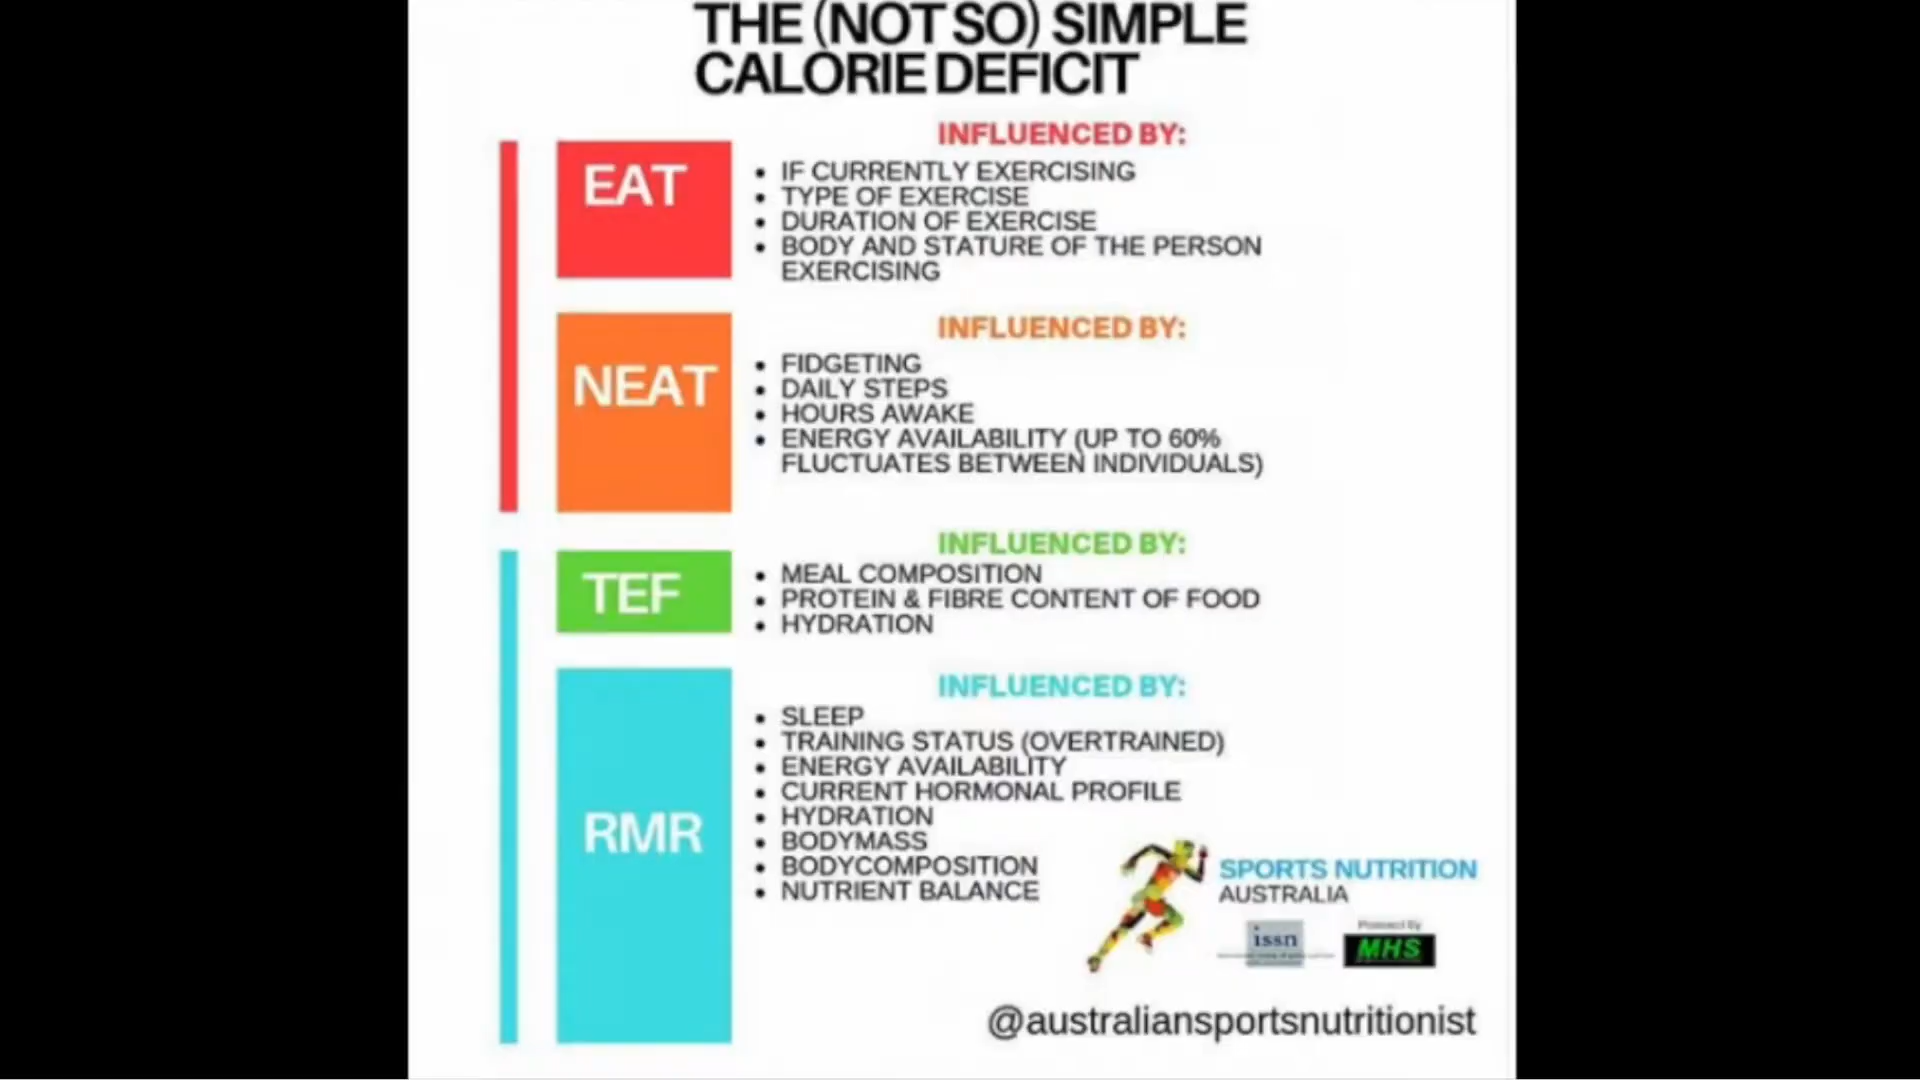 THE (NOT SO) SIMPLE
CALORIE DEFICIT
EAT
INFLUENCED BY:
• IF CURRENTLY EXERCISING
• TYPE OF EXERCISE
• DURATION OF EXERCISE
• BODY AND STATURE OF THE PERSON
EXERCISING
NEAT
INFLUENCED BY:
• FIDGETING
• DAILY STEPS
• HOURS AWAKE
• ENERGY AVAILABILITY (UP TO 60%
FLUCTUATES BETWEEN INDIVIDUALS)
TEF
INFLUENCED BY:
• MEAL COMPOSITION
• PROTEIN & FIBRE CONTENT OF FOOD
• HYDRATION
RMR
INFLUENCED BY:
• SLEEP
• TRAINING STATUS (OVERTRAINED)
• ENERGY AVAILABILITY
• CURRENT HORMONAL PROFILE
• HYDRATION
• BODYMASS
• BODYCOMPOSITION
• NUTRIENT BALANCE
SPORTS NUTRITION
AUSTRALIA
issn
Powered By
MHS
@australiansportsnutritionist